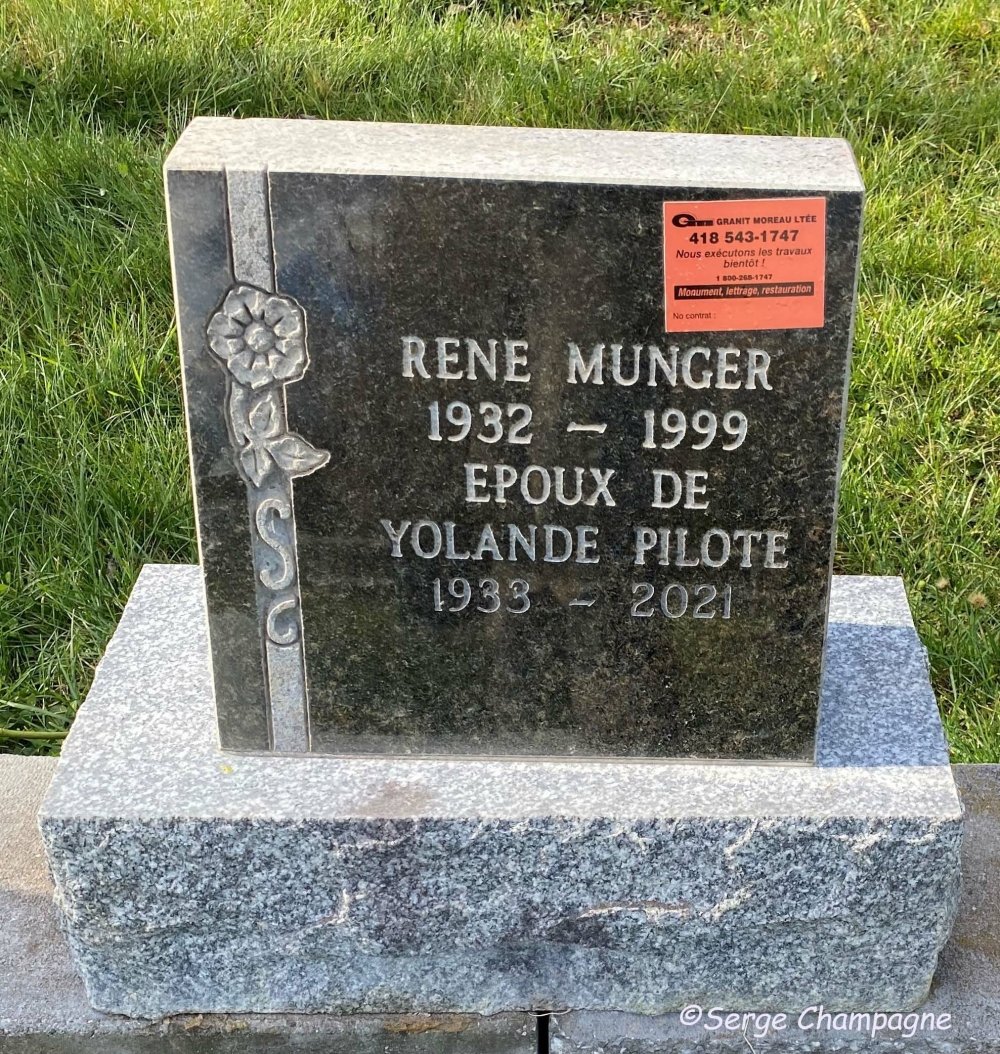 GRANIT MOREAU LTÉE
418 543-1747
Nous exécutons les travaux
bientôt !
1 800-268-1747
Monument, lettrage, restauration
No contrat :
RENE MUNGER
1932 – 1999
EPOUX DE
YOLANDE PILOTE
1933 – 2021
©Serge Champagne